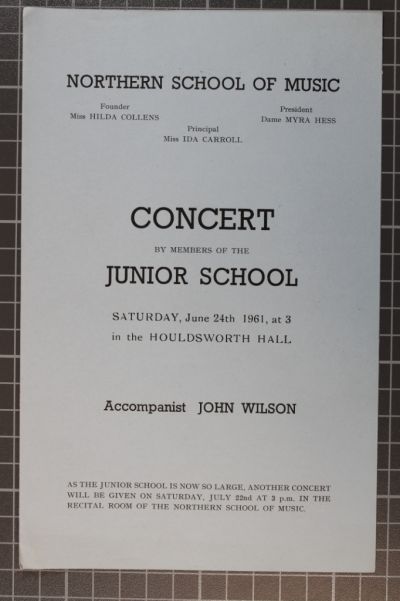 NORTHERN SCHOOL OF MUSIC
Founder
Miss HILDA COLLENS
President
Dame MYRA HESS
Principal
Miss IDA CARROLL
CONCERT
BY MEMBERS OF THE
JUNIOR SCHOOL
SATURDAY, June 24th 1961, at 3
in the HOULDSWORTH HALL
Accompanist JOHN WILSON
AS THE JUNIOR SCHOOL IS NOW SO LARGE, ANOTHER CONCERT
WILL BE GIVEN ON SATURDAY, JULY 22nd AT 3 p.m. IN THE
RECITAL ROOM OF THE NORTHERN SCHOOL OF MUSIC.